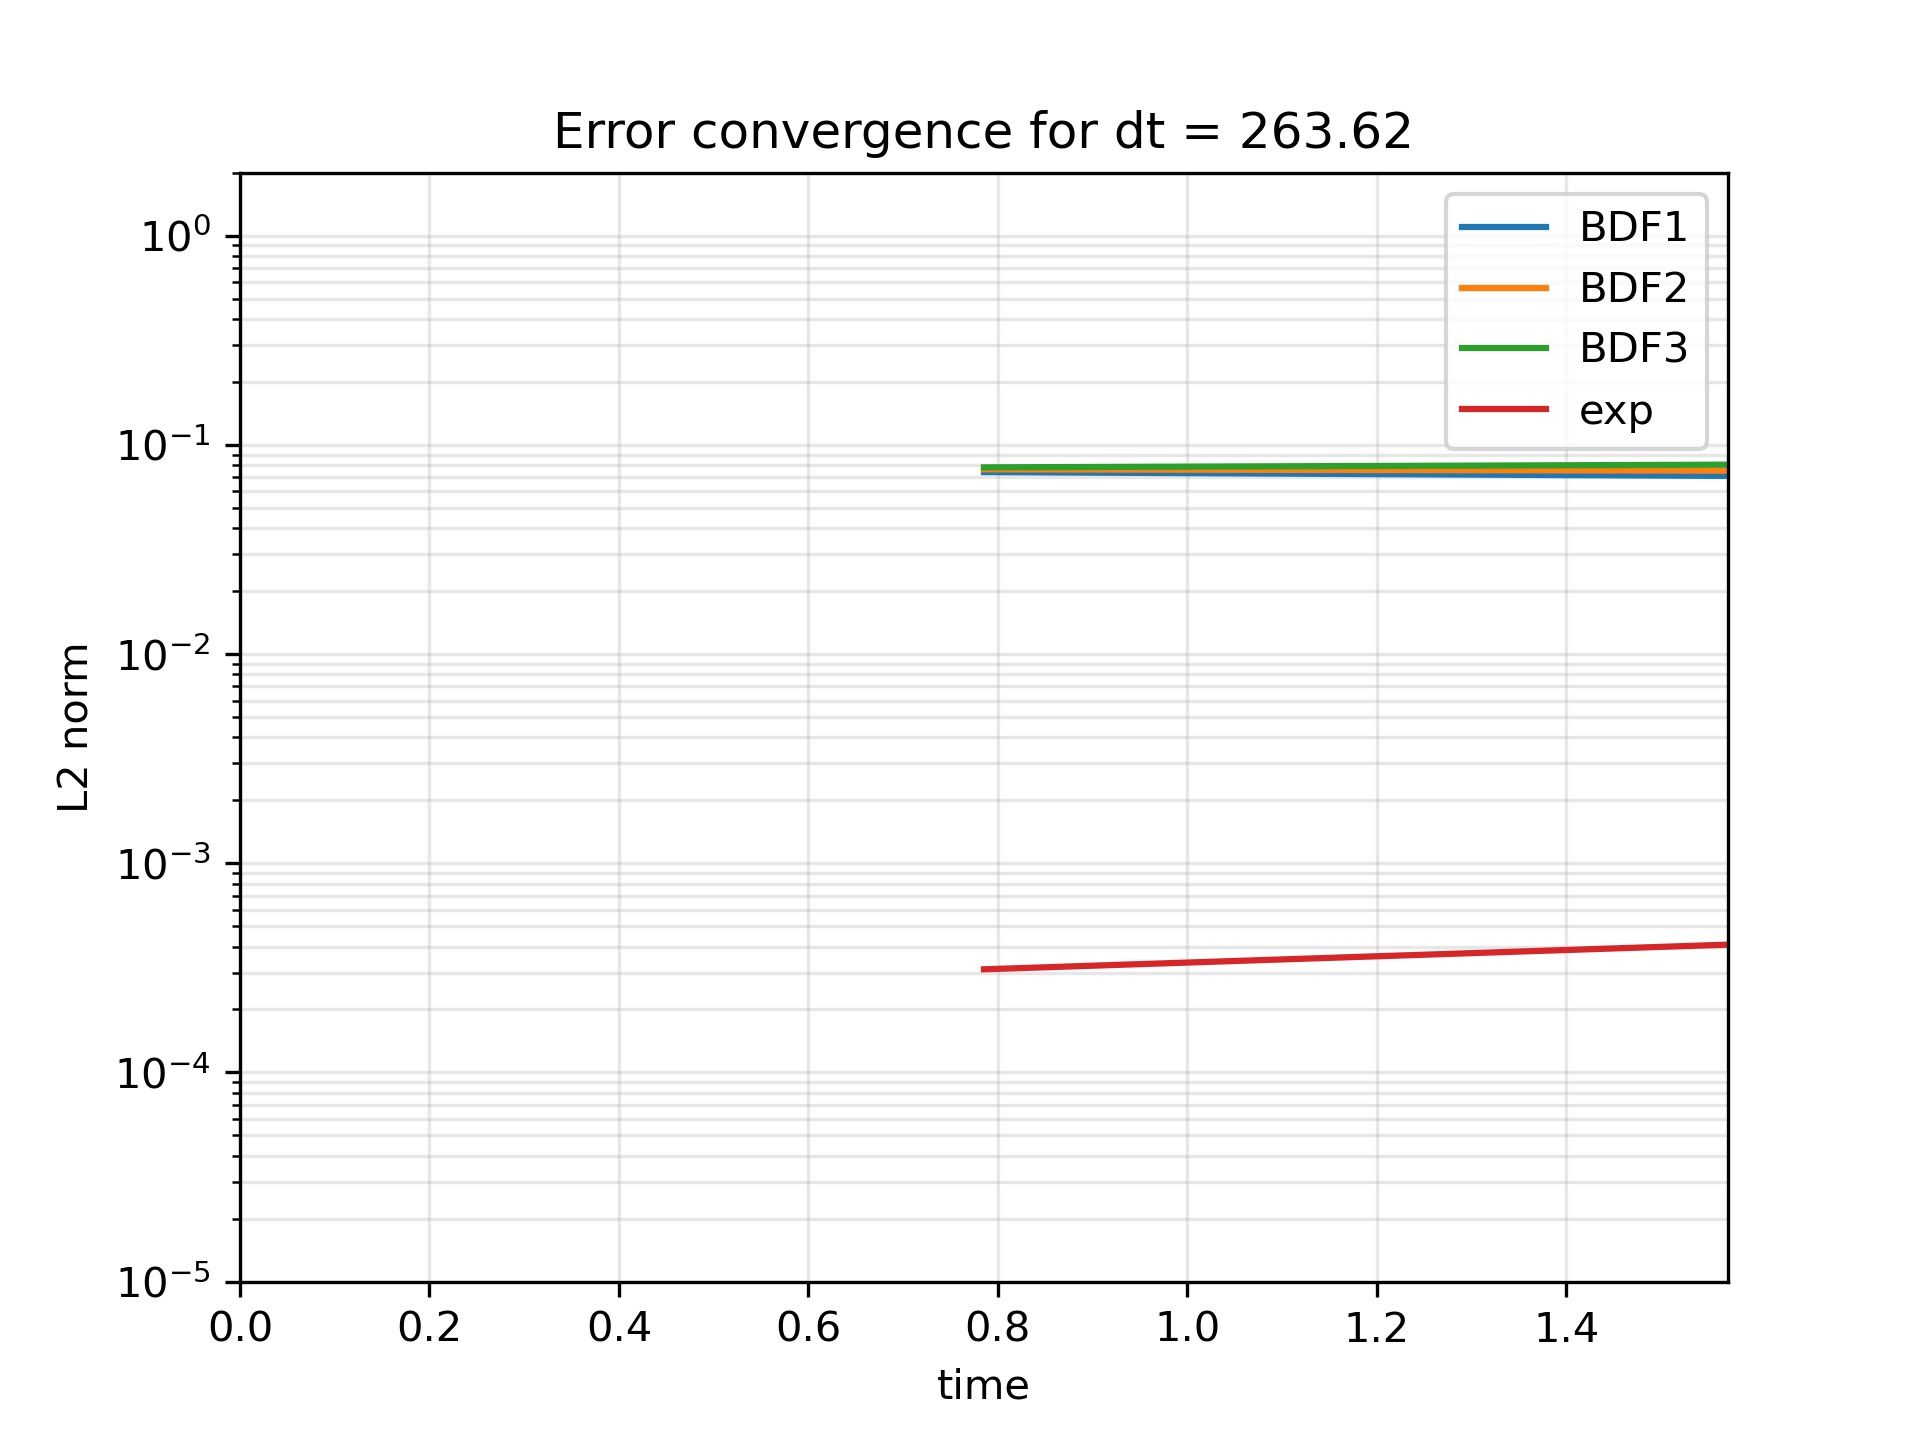 Error convergence for dt = 263.62
10⁰
10⁻¹
10⁻²
10⁻³
10⁻⁴
10⁻⁵
L2 norm
BDF1
BDF2
BDF3
exp
0.0 0.2 0.4 0.6 0.8 1.0 1.2 1.4
time